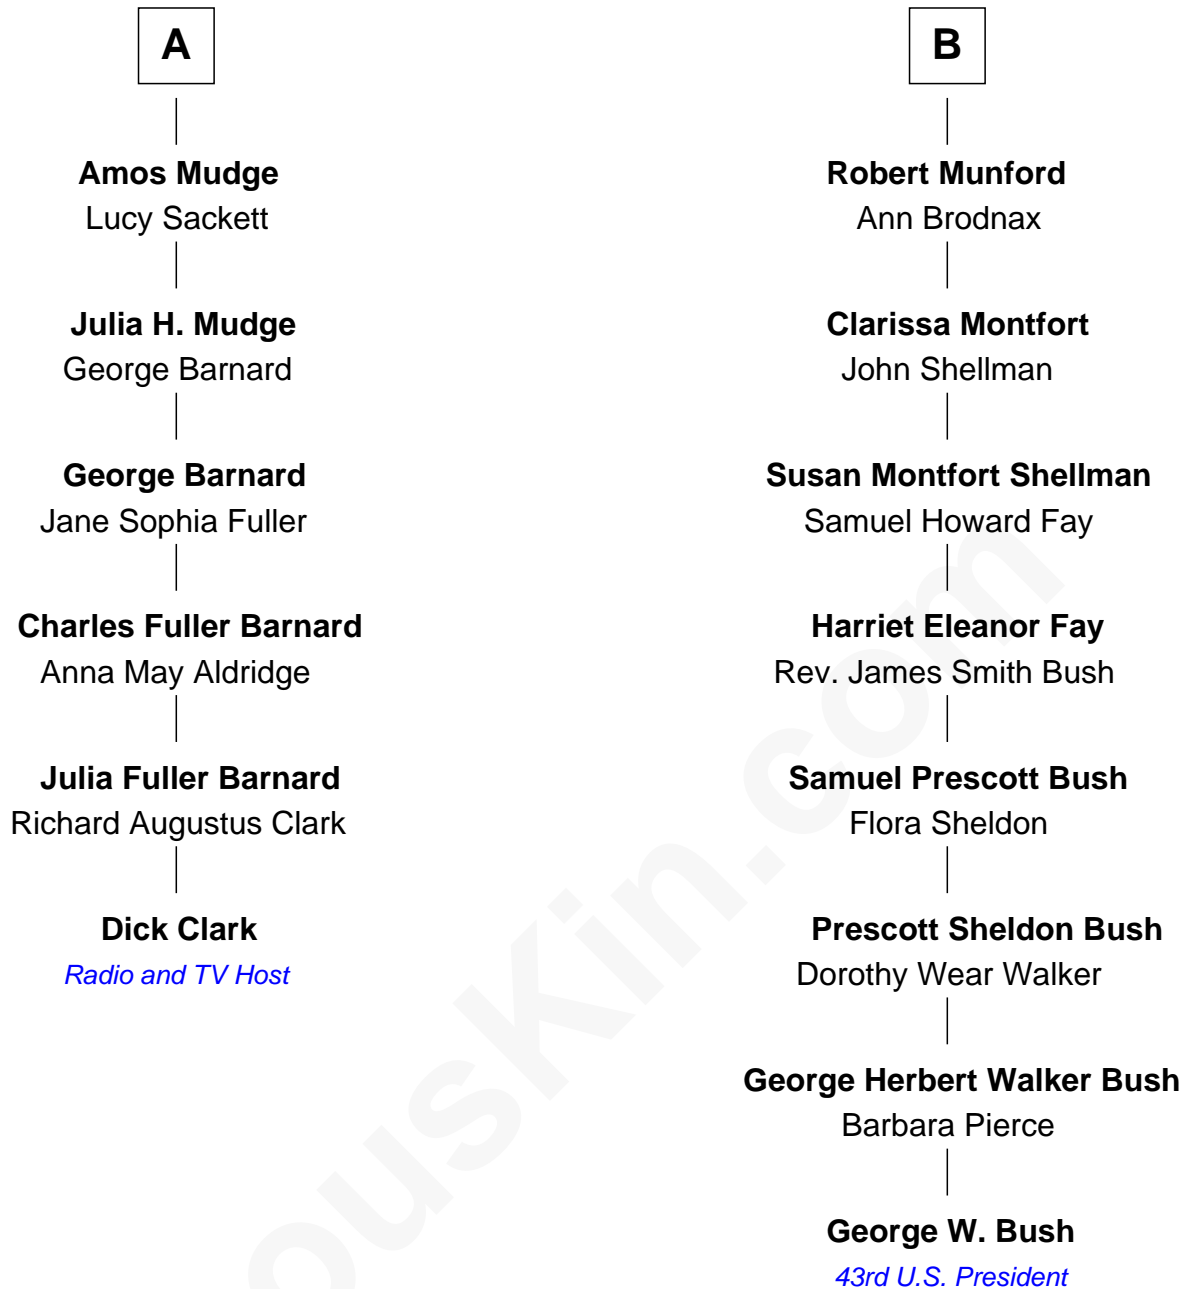 A
Amos Mudge
Lucy Sackett
Julia H. Mudge
George Barnard
George Barnard
Jane Sophia Fuller
Charles Fuller Barnard
Anna May Aldridge
Julia Fuller Barnard
Richard Augustus Clark
Dick Clark
Radio and TV Host
B
Robert Munford
Ann Brodnax
Clarissa Montfort
John Shellman
Susan Montfort Shellman
Samuel Howard Fay
Harriet Eleanor Fay
Rev. James Smith Bush
Samuel Prescott Bush
Flora Sheldon
Prescott Sheldon Bush
Dorothy Wear Walker
George Herbert Walker Bush
Barbara Pierce
George W. Bush
43rd U.S. President
ousKin.com